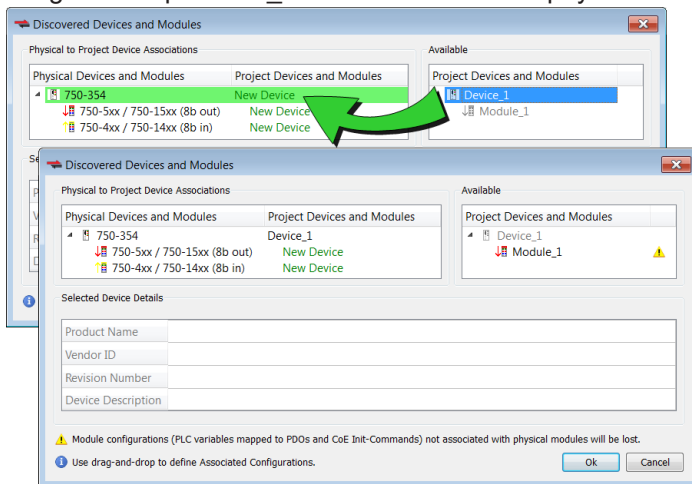 Discovered Devices and Modules
Physical to Project Device Associations
Available
Physical Devices and Modules Project Devices and Modules
Project Devices and Modules
750-354 New Device
Device_1
750-5xx / 750-15xx (8b out) New Device
Module_1
750-4xx / 750-14xx (8b in) New Device
Se
Discovered Devices and Modules
Physical to Project Device Associations
Available
Physical Devices and Modules Project Devices and Modules
Project Devices and Modules
750-354 Device_1
Device_1
750-5xx / 750-15xx (8b out) New Device
Module_1
750-4xx / 750-14xx (8b in) New Device
Selected Device Details
Product Name
Vendor ID
Revision Number
Device Description
Module configurations (PLC variables mapped to PDOs and CoE Init-Commands) not associated with physical modules will be lost.
Use drag-and-drop to define Associated Configurations.
Ok Cancel